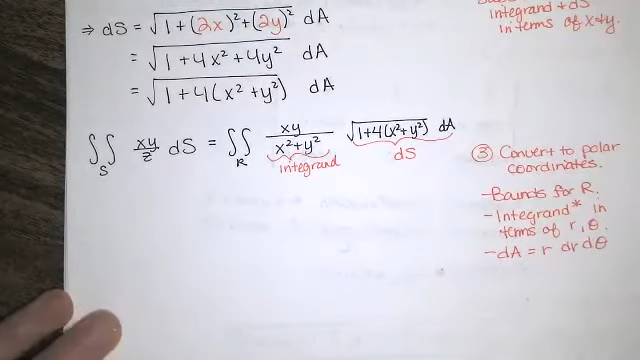 ⇒ dS = √(1 + (2x)² + (2y)²) dA
= √(1 + 4x² + 4y²) dA
= √(1 + 4(x² + y²)) dA
integrand + dS
in terms of x + y.
∬_S xy/z dS = ∬_R xy/(x² + y²) √(1 + 4(x² + y²)) dA
integrand
dS
③ Convert to polar
coordinates.
- Bounds for R.
- Integrand* in
terms of r, θ.
- dA = r dr dθ